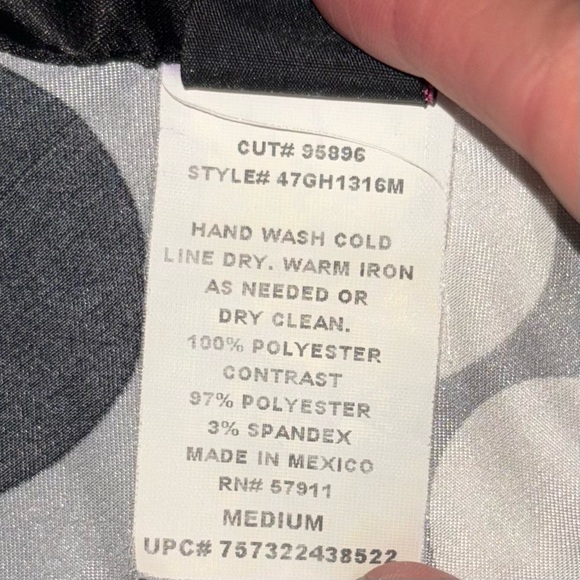 CUT# 95896
STYLE# 47GH1316M
HAND WASH COLD
LINE DRY. WARM IRON
AS NEEDED OR
DRY CLEAN.
100% POLYESTER
CONTRAST
97% POLYESTER
3% SPANDEX
MADE IN MEXICO
RN# 57911
MEDIUM
UPC# 757322438522